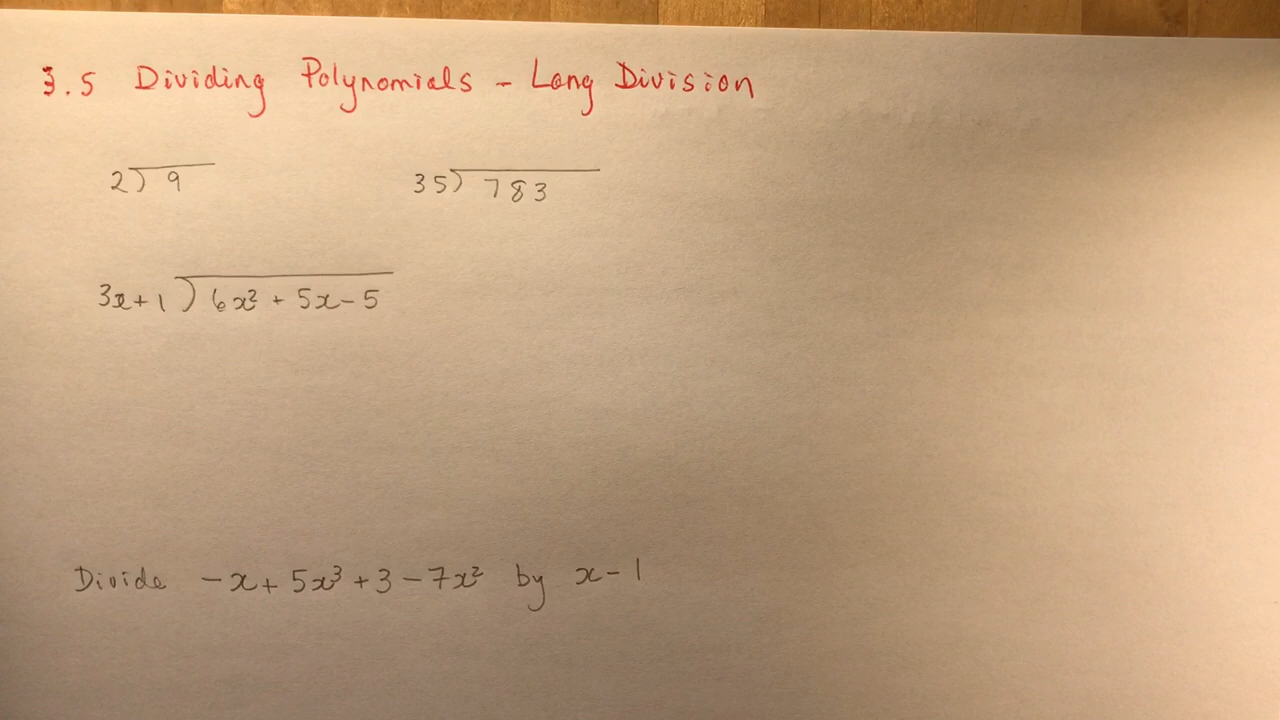 3.5 Dividing Polynomials - Long Division
2)9 35)783
3x+1)6x²+5x-5
Divide -x+5x³+3-7x² by x-1